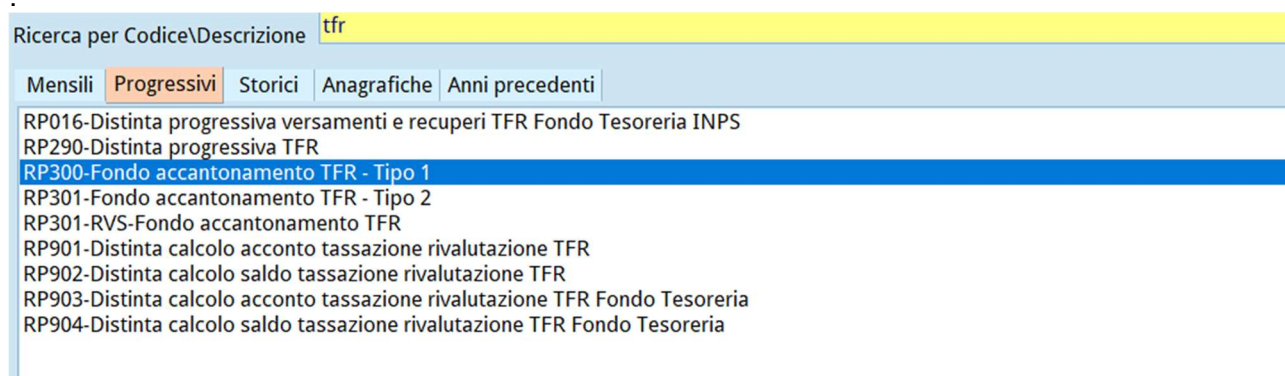 .
Ricerca per Codice\Descrizione tfr
Mensili Progressivi Storici Anagrafiche Anni precedenti
RP016-Distinta progressiva versamenti e recuperi TFR Fondo Tesoreria INPS
RP290-Distinta progressiva TFR
RP300-Fondo accantonamento TFR - Tipo 1
RP301-Fondo accantonamento TFR - Tipo 2
RP301-RVS-Fondo accantonamento TFR
RP901-Distinta calcolo acconto tassazione rivalutazione TFR
RP902-Distinta calcolo saldo tassazione rivalutazione TFR
RP903-Distinta calcolo acconto tassazione rivalutazione TFR Fondo Tesoreria
RP904-Distinta calcolo saldo tassazione rivalutazione TFR Fondo Tesoreria